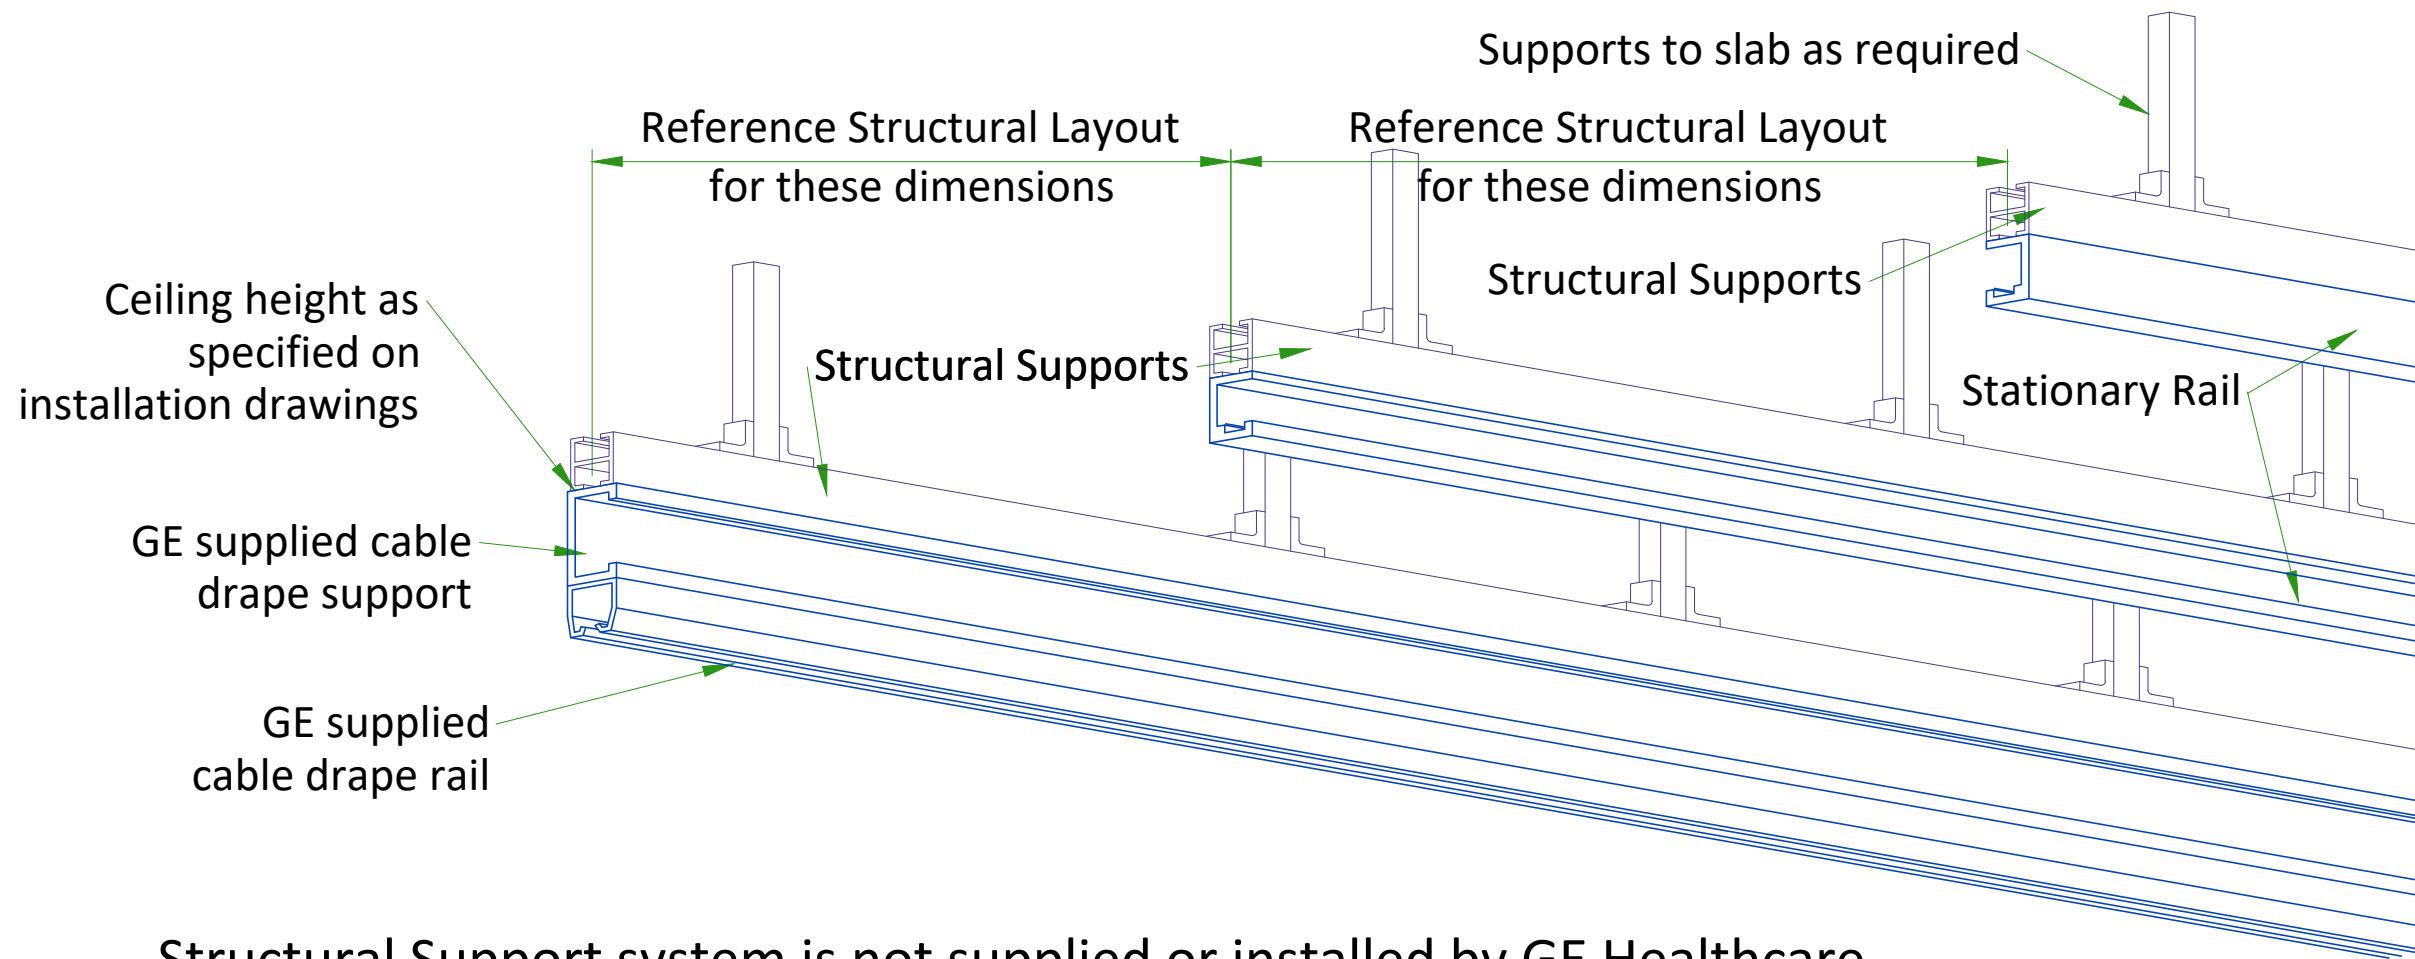 Supports to slab as required
Reference Structural Layout
for these dimensions
Reference Structural Layout
for these dimensions
Structural Supports
Ceiling height as
specified on
installation drawings
Structural Supports
Stationary Rail
GE supplied cable
drape support
GE supplied
cable drape rail
Structural Support system is not supplied or installed by GE Healthcare